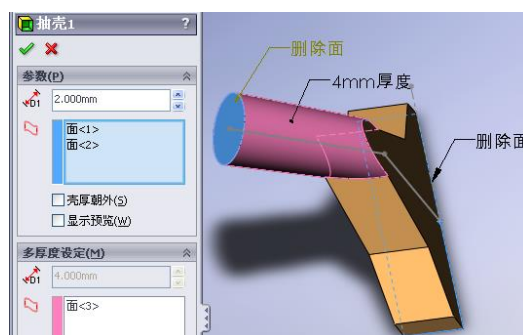 抽壳1
?
参数(P)
D1
2.000mm
面<1>
面<2>
壳厚朝外(S)
显示预览(W)
多厚度设定(M)
D1
4.000mm
面<3>
删除面
4mm厚度
删除面